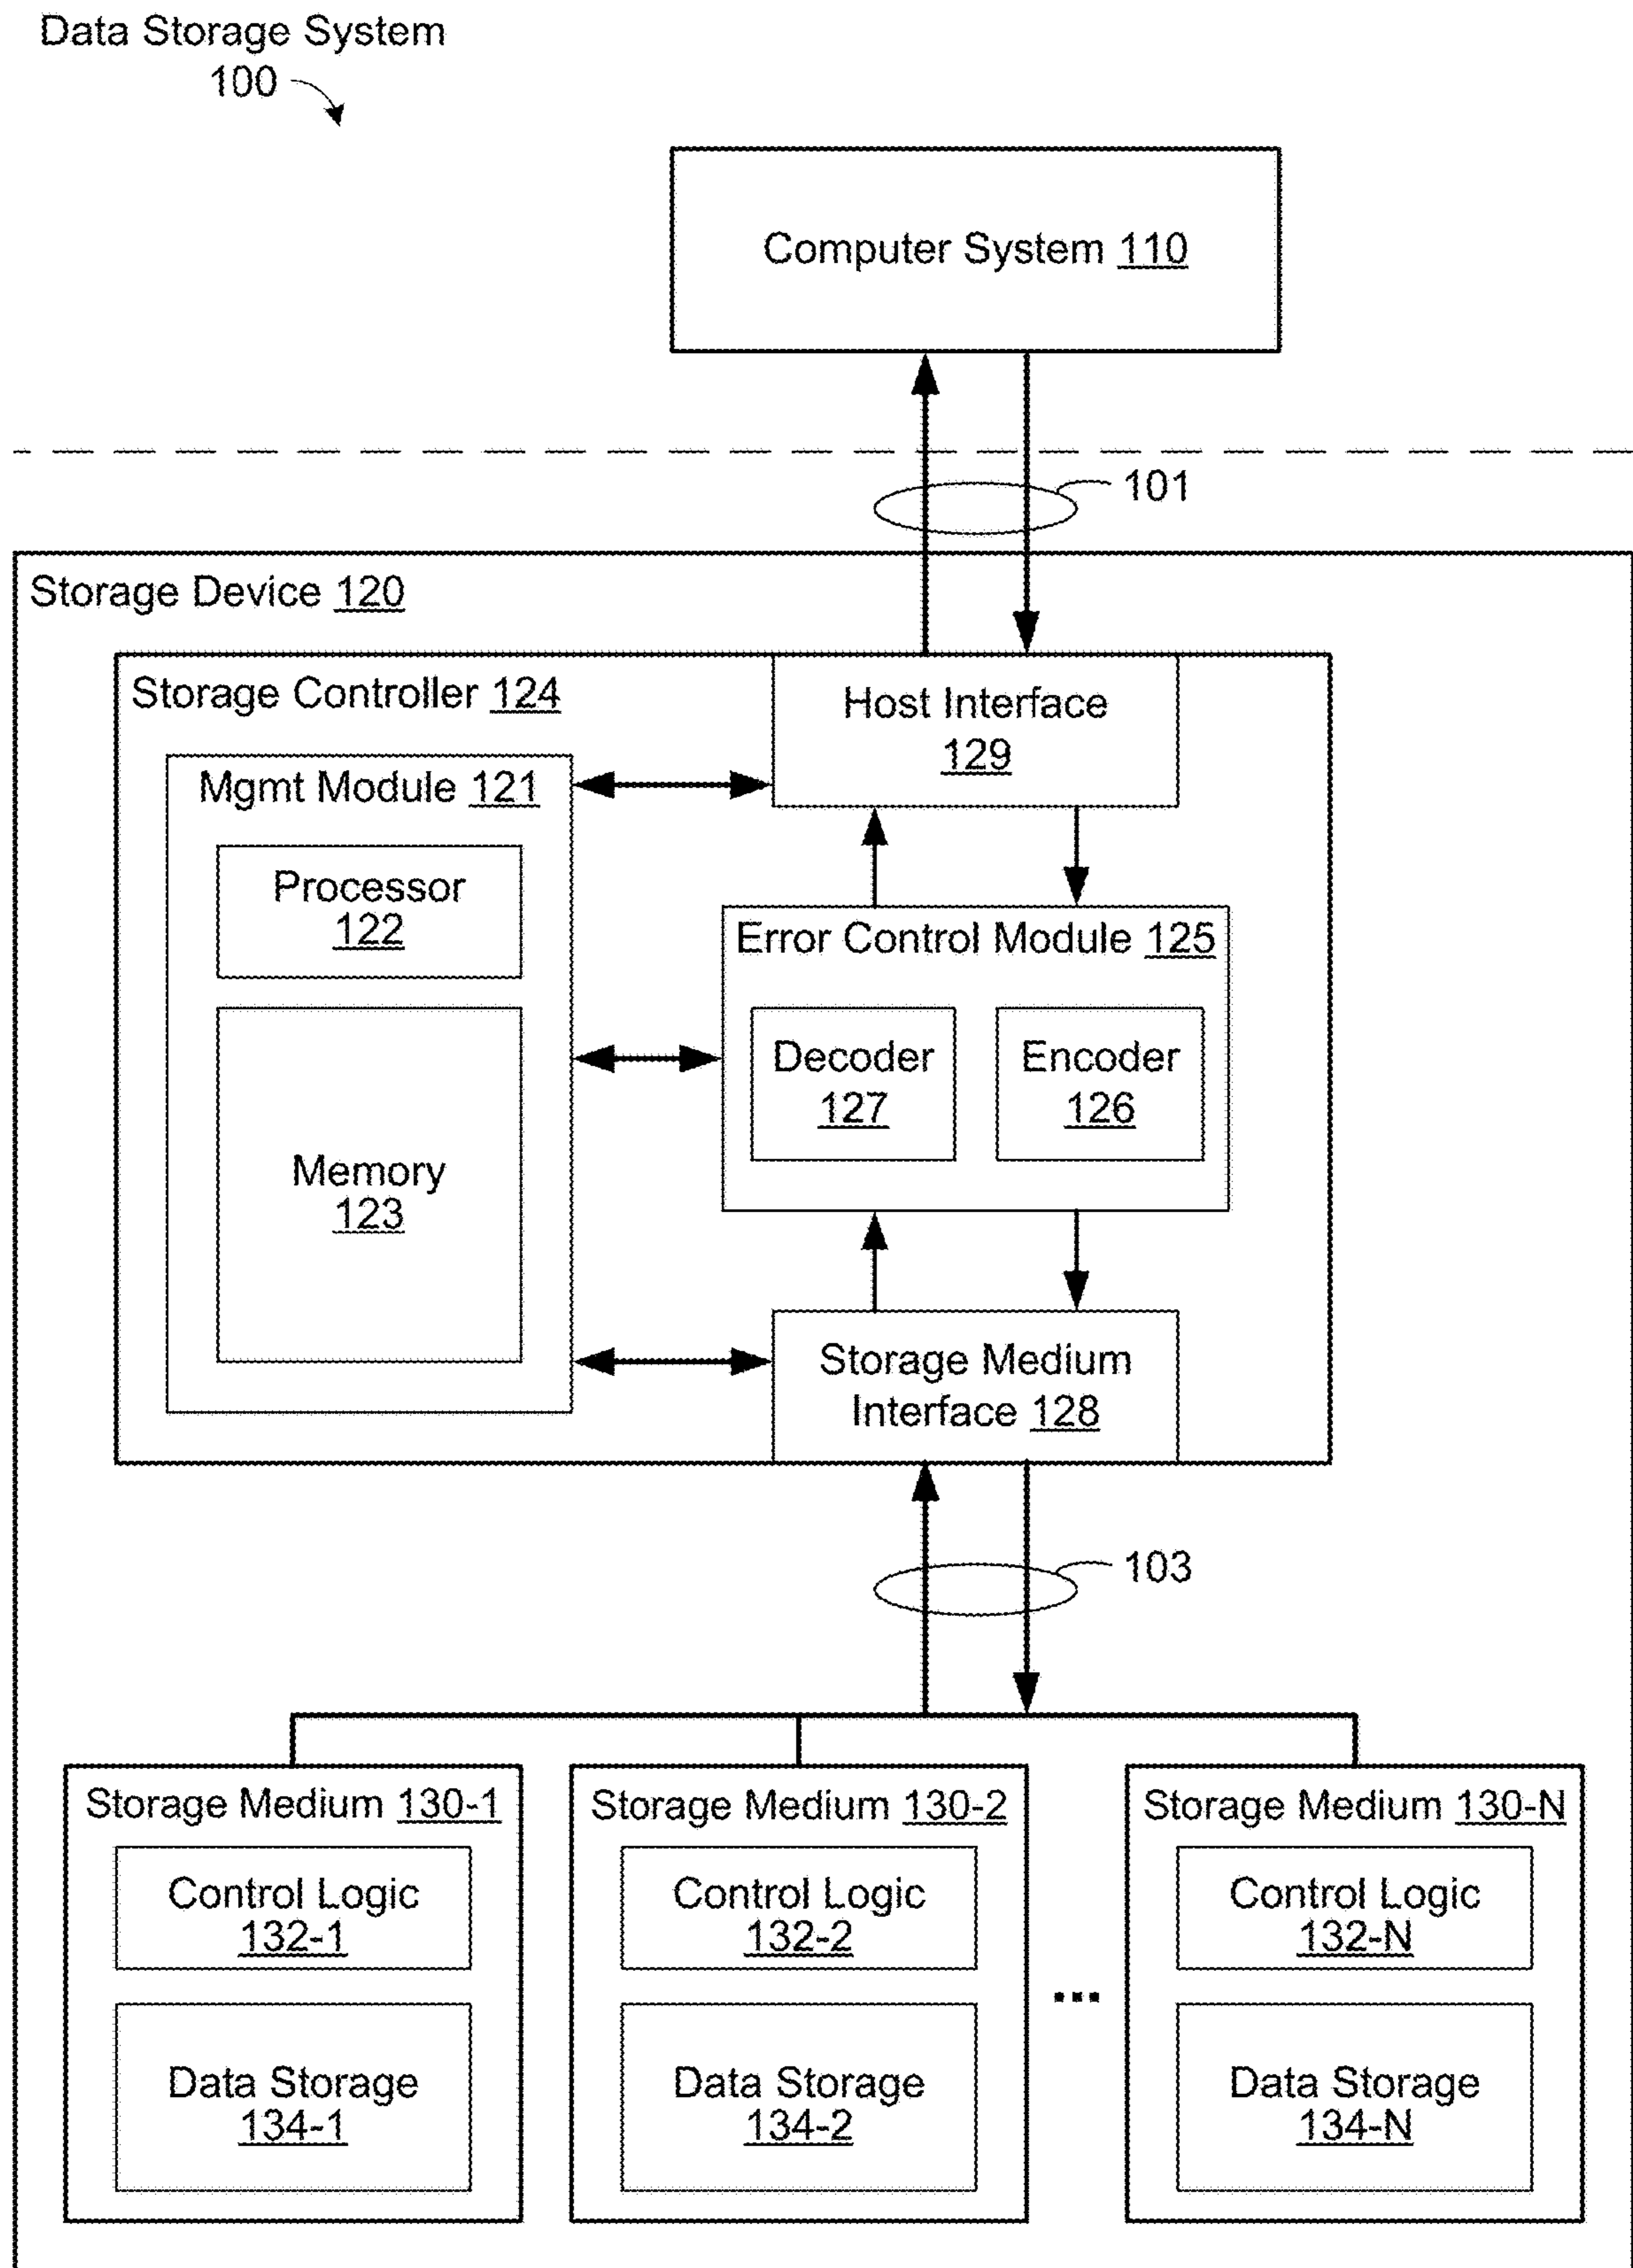 Data Storage System
100
Computer System 110
101
Storage Device 120
Storage Controller 124
Host Interface
129
Mgmt Module 121
Processor
122
Memory
123
Error Control Module 125
Decoder
127
Encoder
126
Storage Medium
Interface 128
103
Storage Medium 130-1
Control Logic
132-1
Data Storage
134-1
Storage Medium 130-2
Control Logic
132-2
Data Storage
134-2
...
Storage Medium 130-N
Control Logic
132-N
Data Storage
134-N